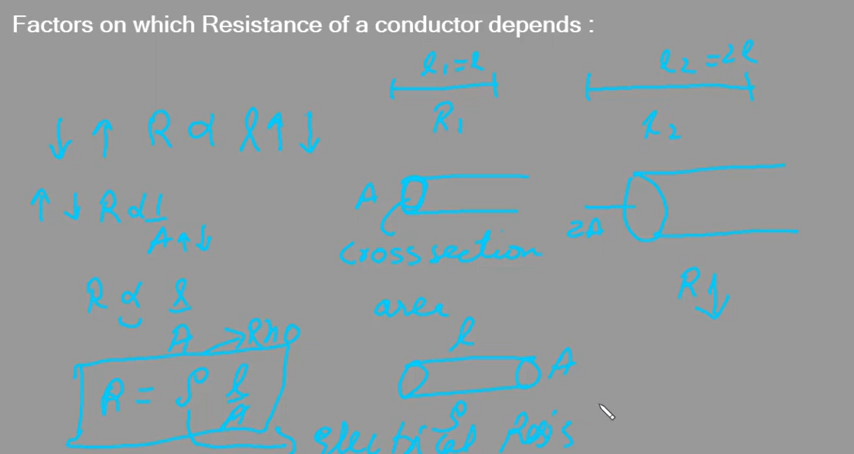 Factors on which Resistance of a conductor depends :
l₁ = l
l₂ = 2l
R₁
r₂
↓ ↑ R ∝ l ↑ ↓
↑ ↓ R ∝ 1/A ↑ ↓
A
2A
cross section
area
R ↑ ↓
R ∝ l/A
→ Rho
R = ρ l/A
l
A
electrical Resis